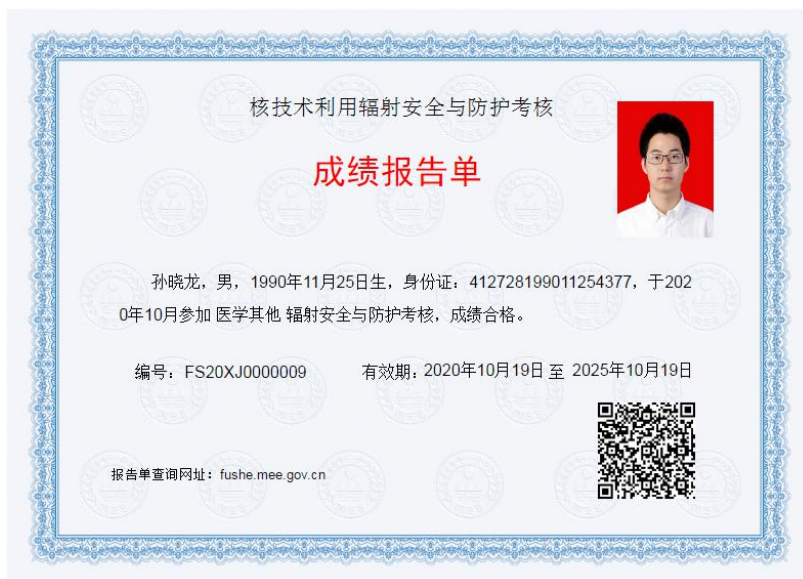 核技术利用辐射安全与防护考核
成绩报告单
孙晓龙，男，1990年11月25日生，身份证：412728199011254377，于202
0年10月参加 医学其他 辐射安全与防护考核，成绩合格。
编号：FS20XJ0000009 有效期：2020年10月19日 至 2025年10月19日
报告单查询网址：fushe.mee.gov.cn